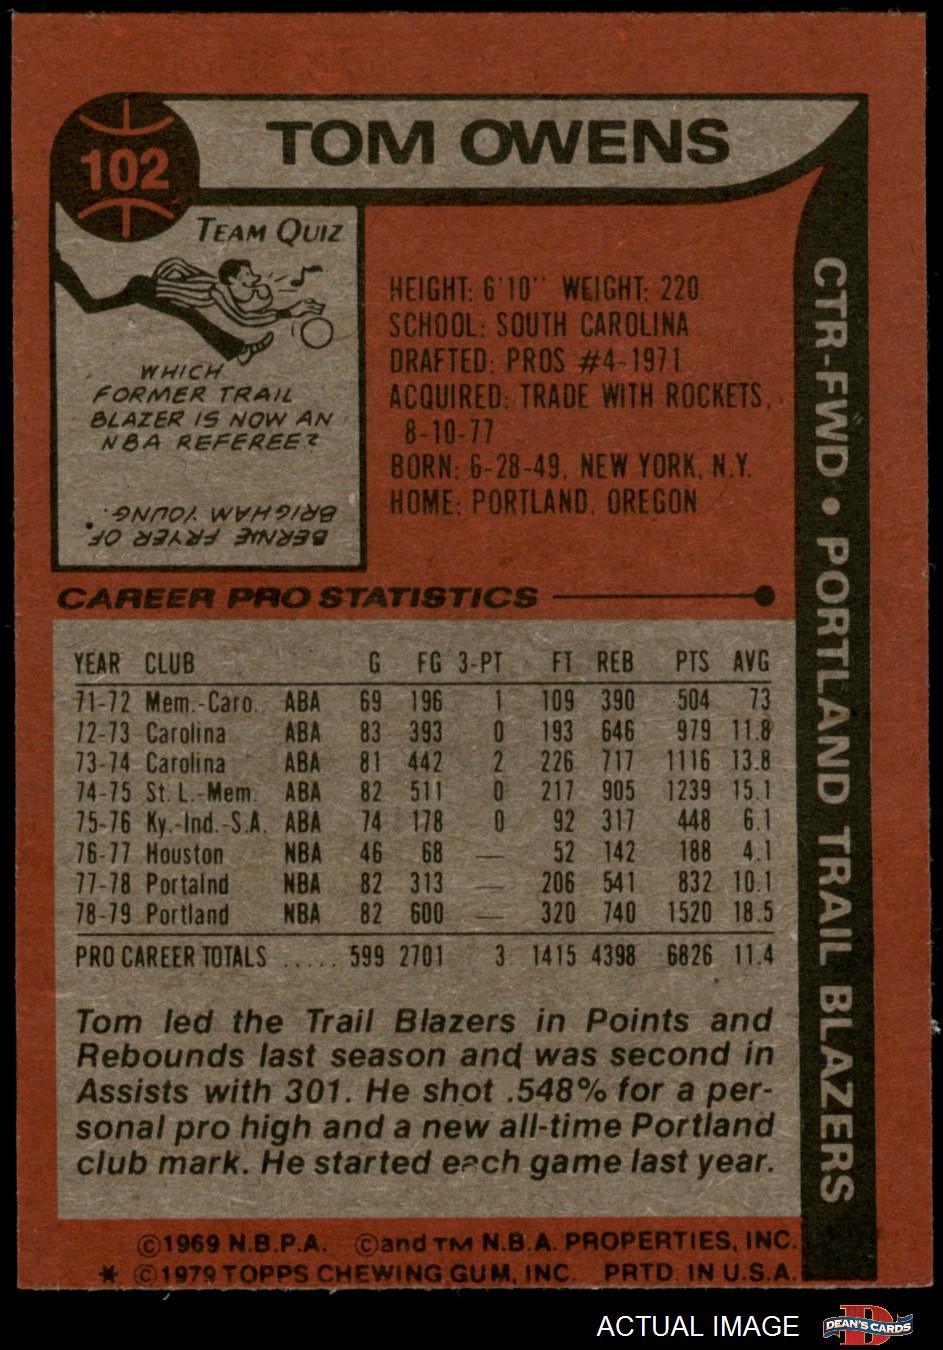 102
TOM OWENS
TEAM QUIZ
WHICH
FORMER TRAIL
BLAZER IS NOW AN
NBA REFEREE?
BERNIE FRYER OF
BRIGHAM YOUNG.
HEIGHT: 6'10" WEIGHT: 220
SCHOOL: SOUTH CAROLINA
DRAFTED: PROS #4-1971
ACQUIRED: TRADE WITH ROCKETS,
8-10-77
BORN: 6-28-49, NEW YORK, N.Y.
HOME: PORTLAND, OREGON
CTR-FWD • PORTLAND TRAIL BLAZERS
CAREER PRO STATISTICS
YEAR CLUB G FG 3-PT FT REB PTS AVG
71-72 Mem.-Caro. ABA 69 196 1 109 390 504 73
72-73 Carolina ABA 83 393 0 193 646 979 11.8
73-74 Carolina ABA 81 442 2 226 717 1116 13.8
74-75 St. L.-Mem. ABA 82 511 0 217 905 1239 15.1
75-76 Ky.-Ind.-S.A. ABA 74 178 0 92 317 448 6.1
76-77 Houston NBA 46 68 — 52 142 188 4.1
77-78 Portalnd NBA 82 313 — 206 541 832 10.1
78-79 Portland NBA 82 600 — 320 740 1520 18.5
PRO CAREER TOTALS ..... 599 2701 3 1415 4398 6826 11.4
Tom led the Trail Blazers in Points and
Rebounds last season and was second in
Assists with 301. He shot .548% for a per-
sonal pro high and a new all-time Portland
club mark. He started each game last year.
©1969 N.B.P.A. ©and TM N.B.A. PROPERTIES, INC.
* ©1979 TOPPS CHEWING GUM, INC. PRTD. IN U.S.A.
ACTUAL IMAGE
D
DEAN'S CARDS